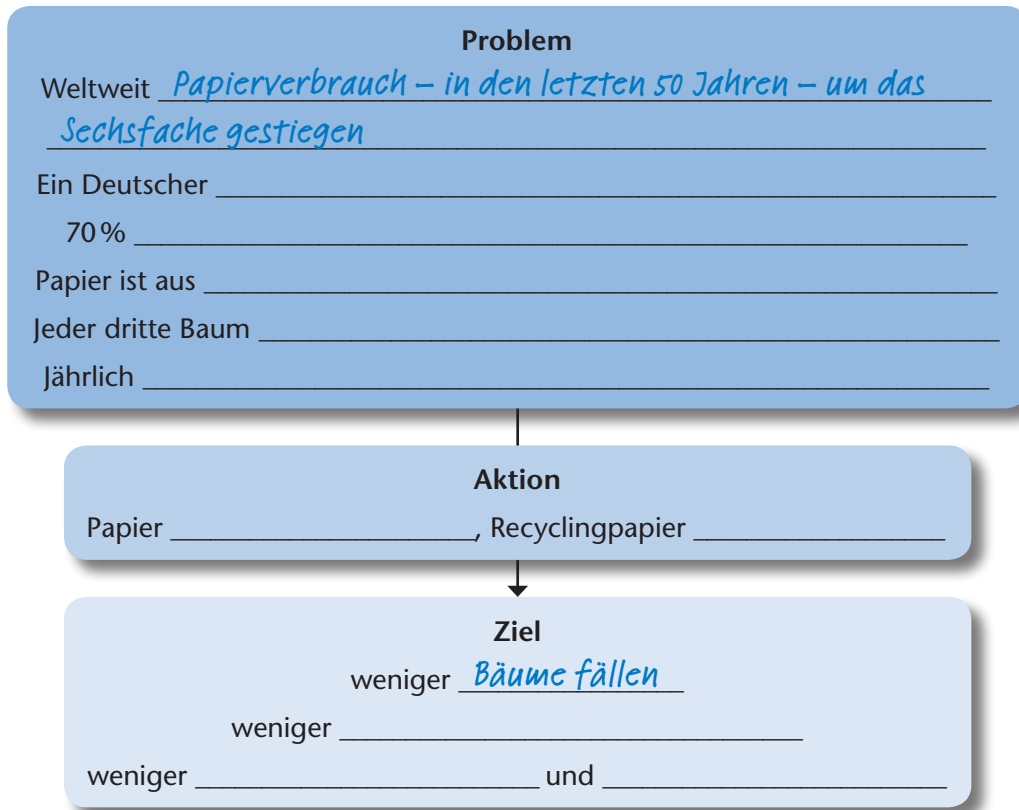 Problem
Weltweit Papierverbrauch – in den letzten 50 Jahren – um das
Sechsfache gestiegen
Ein Deutscher
70 %
Papier ist aus
Jeder dritte Baum
Jährlich
Aktion
Papier , Recyclingpapier
Ziel
weniger Bäume fällen
weniger
weniger und